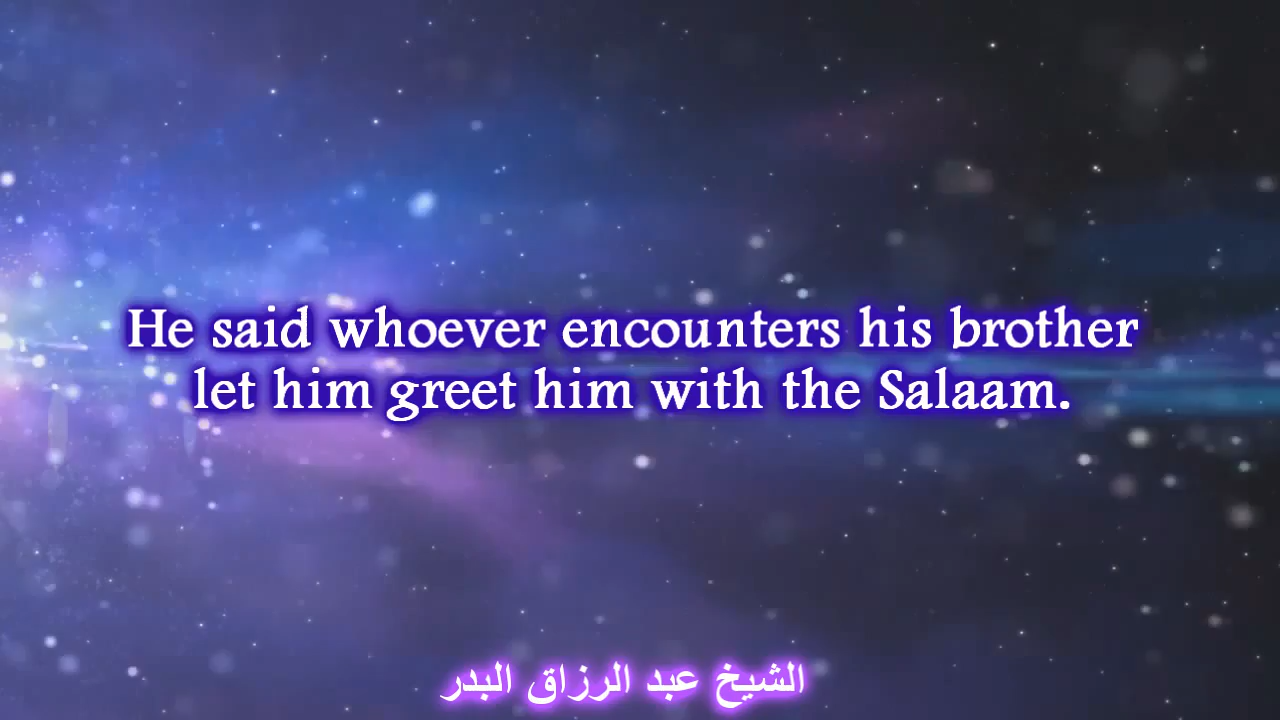 He said whoever encounters his brother
let him greet him with the Salaam.
الشيخ عبد الرزاق البدر